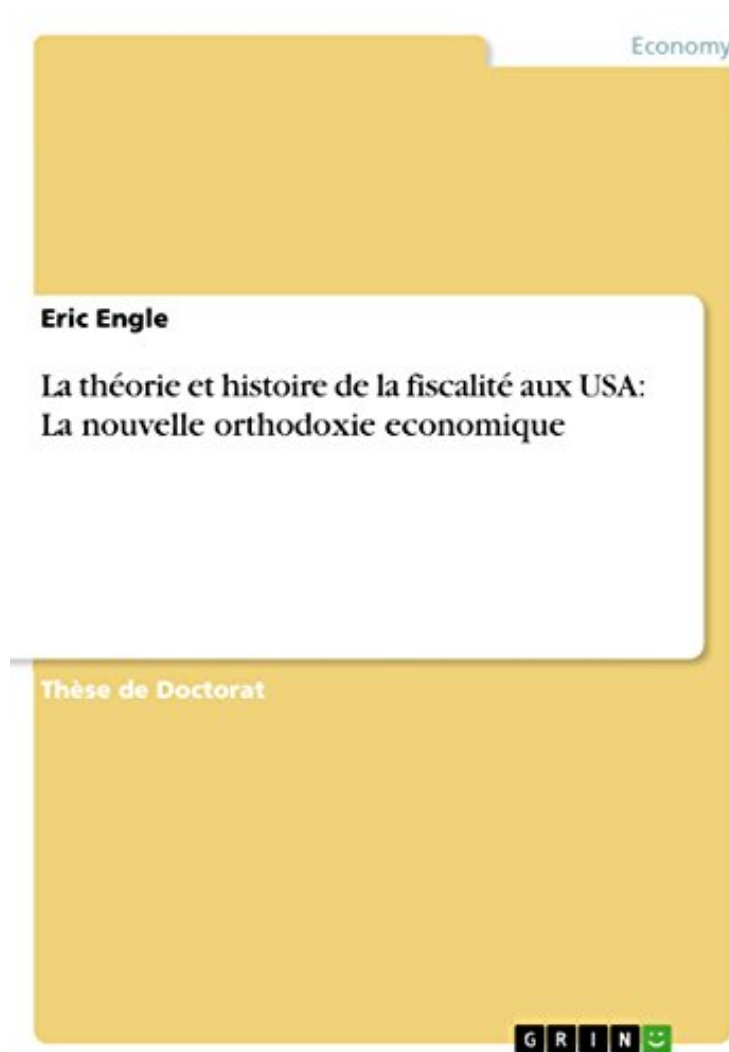 Economy
Eric Engle
La théorie et histoire de la fiscalité aux USA:
La nouvelle orthodoxie economique
Thèse de Doctorat
GRIN